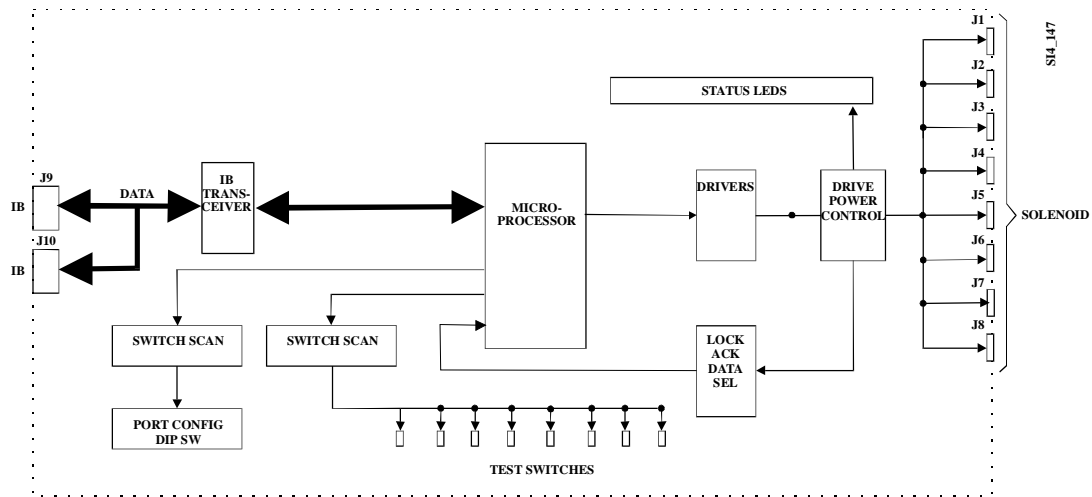 J1
SI4_147
J2
STATUS LEDS
J3
J4
J9
IB
TRANS-
CEIVER
DATA
IB
MICRO-
PROCESSOR
DRIVERS
DRIVE
POWER
CONTROL
J5
SOLENOID
J10
IB
J6
J7
J8
SWITCH SCAN
SWITCH SCAN
LOCK
ACK
DATA
SEL
PORT CONFIG
DIP SW
TEST SWITCHES